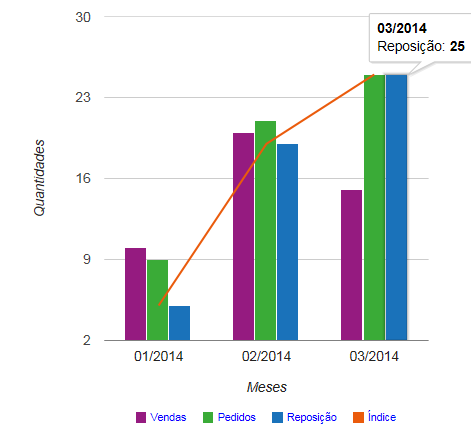 30
03/2014
Reposição: 25
23
16
9
2
Quantidades
01/2014 02/2014 03/2014
Meses
Vendas Pedidos Reposição Índice